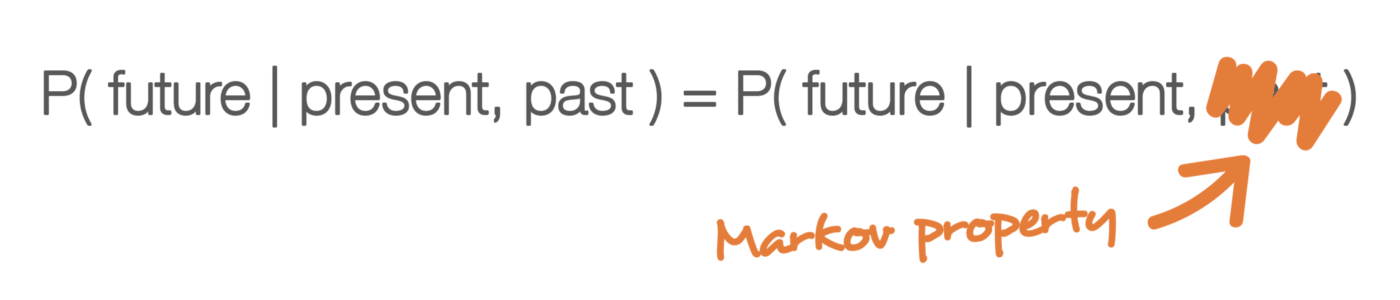 P( future | present, past ) = P( future | present, )
Markov property